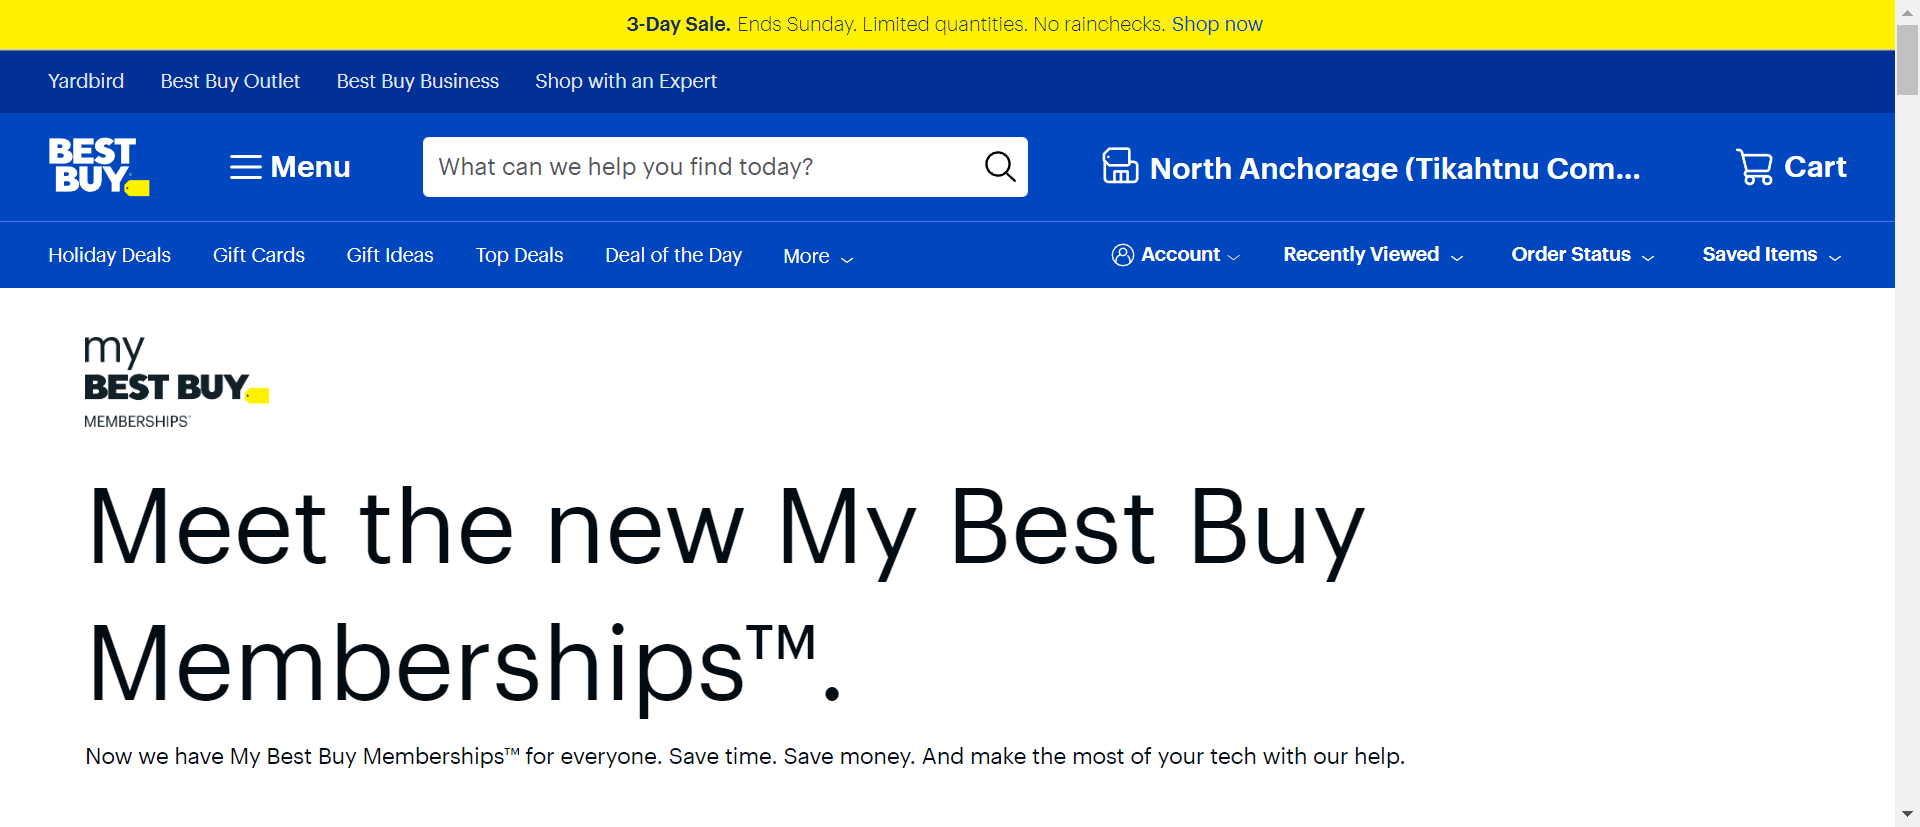 3-Day Sale. Ends Sunday. Limited quantities. No rainchecks. Shop now
Yardbird Best Buy Outlet Best Buy Business Shop with an Expert
BEST
BUY
Menu
What can we help you find today?
North Anchorage (Tikahtnu Com...
Cart
Holiday Deals Gift Cards Gift Ideas Top Deals Deal of the Day More Account Recently Viewed Order Status Saved Items
my
BEST BUY
MEMBERSHIPS™
Meet the new My Best Buy
Memberships™.
Now we have My Best Buy Memberships™ for everyone. Save time. Save money. And make the most of your tech with our help.